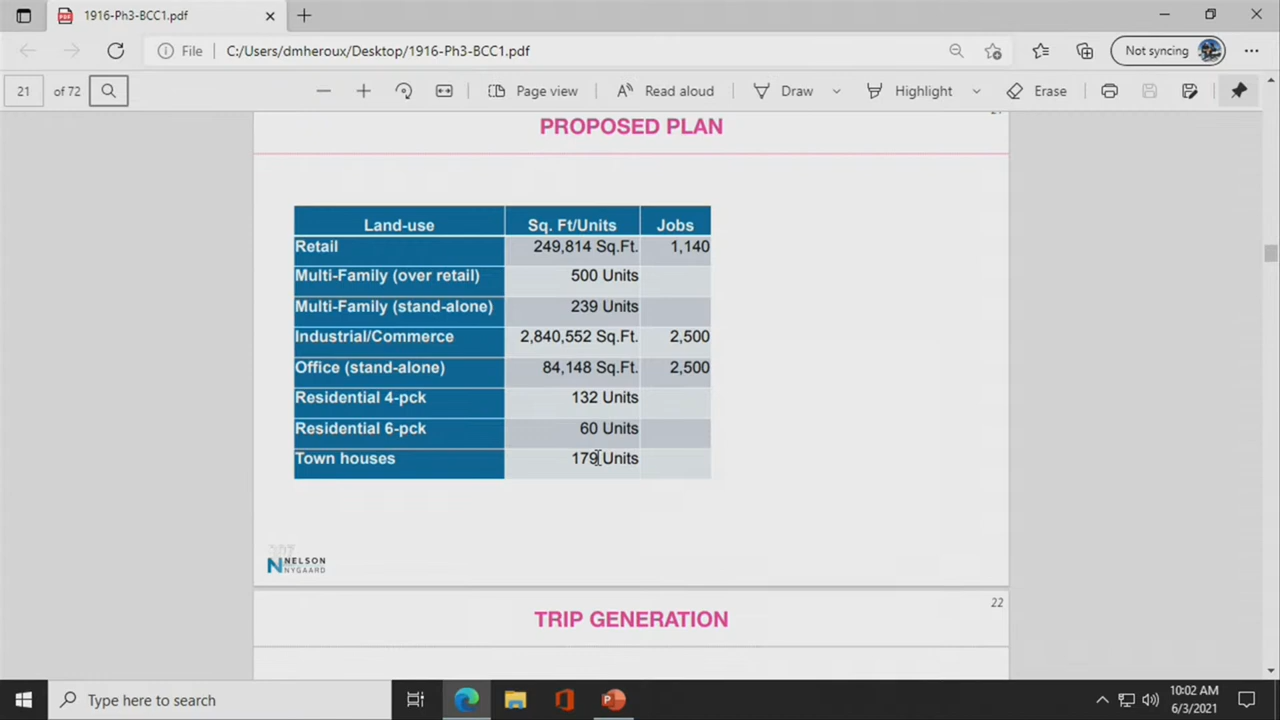 1916-Ph3-BCC1.pdf
File C:/Users/dmheroux/Desktop/1916-Ph3-BCC1.pdf Not syncing
21 of 72 Page view Read aloud Draw Highlight Erase
PROPOSED PLAN
Land-use Sq. Ft/Units Jobs
Retail 249,814 Sq.Ft. 1,140
Multi-Family (over retail) 500 Units
Multi-Family (stand-alone) 239 Units
Industrial/Commerce 2,840,552 Sq.Ft. 2,500
Office (stand-alone) 84,148 Sq.Ft. 2,500
Residential 4-pck 132 Units
Residential 6-pck 60 Units
Town houses 179 Units
NELSON
NYGAARD
22
TRIP GENERATION
Type here to search
10:02 AM
6/3/2021